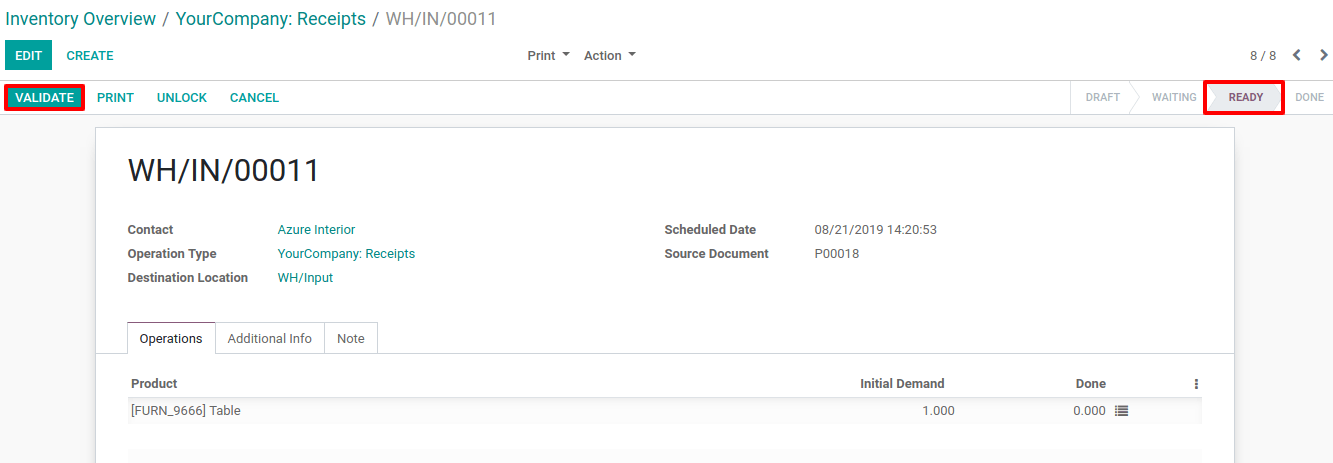 Inventory Overview / YourCompany: Receipts / WH/IN/00011
EDIT CREATE Print Action 8 / 8
VALIDATE PRINT UNLOCK CANCEL DRAFT WAITING READY DONE
WH/IN/00011
Contact Azure Interior Scheduled Date 08/21/2019 14:20:53
Operation Type YourCompany: Receipts Source Document P00018
Destination Location WH/Input
Operations Additional Info Note
Product Initial Demand Done
[FURN_9666] Table 1.000 0.000